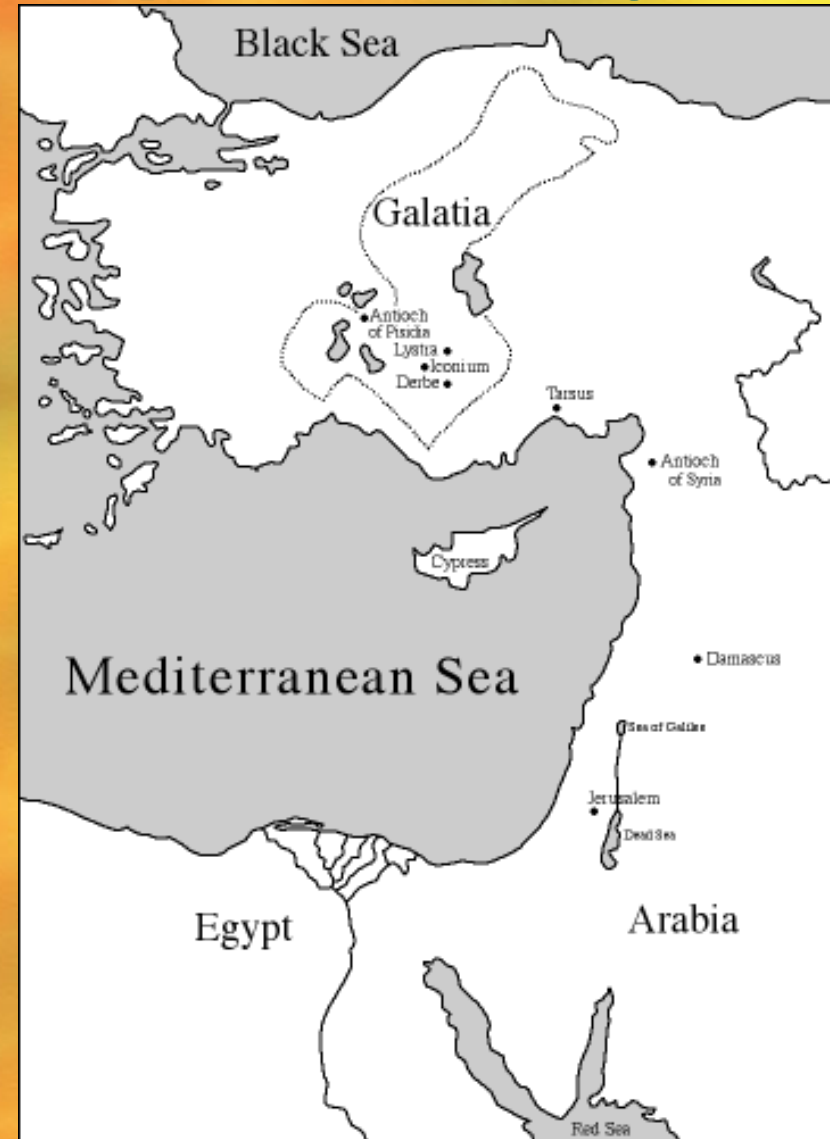 Black Sea
Galatia
Antioch
of Pisidia
Lystra
Iconium
Derbe
Tarsus
Antioch
of Syria
Cypress
Mediterranean Sea
Damascus
Sea of Galilee
Jerusalem
Dead Sea
Egypt
Arabia
Red Sea